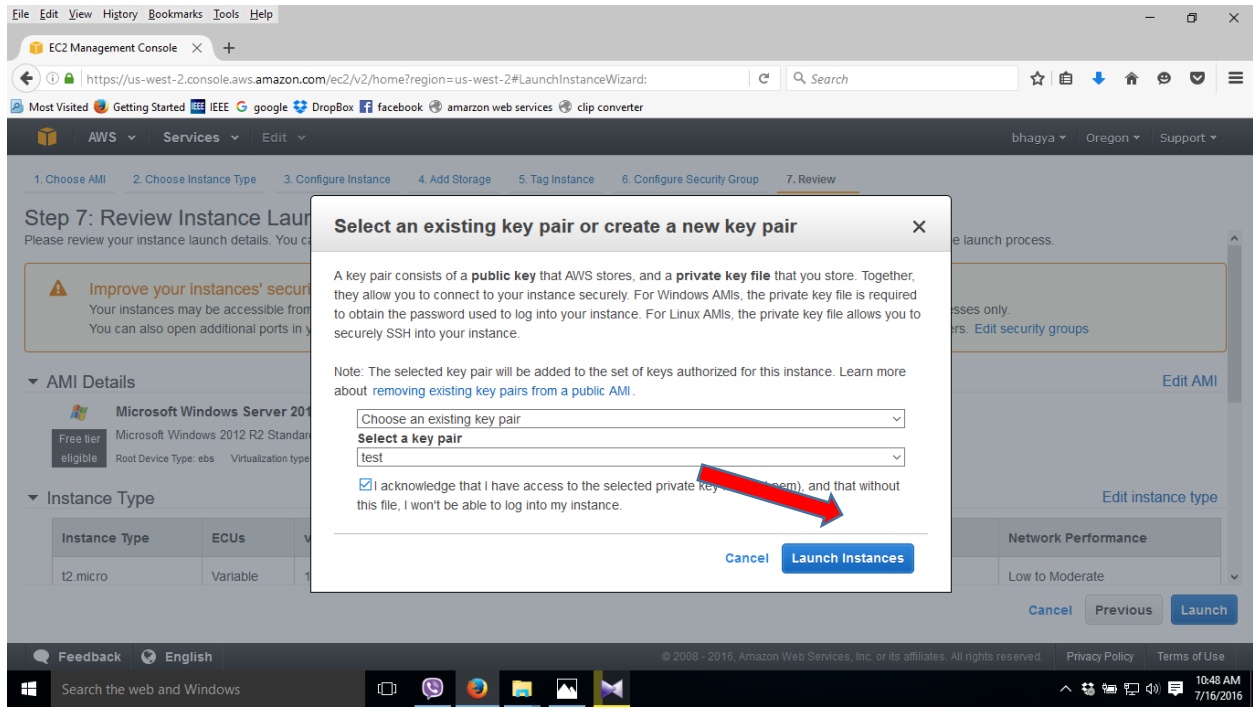 File Edit View History Bookmarks Tools Help
EC2 Management Console
https://us-west-2.console.aws.amazon.com/ec2/v2/home?region=us-west-2#LaunchInstanceWizard:
Search
Most Visited Getting Started IEEE google DropBox facebook amarzon web services clip converter
AWS Services Edit bhagya Oregon Support
1. Choose AMI 2. Choose Instance Type 3. Configure Instance 4. Add Storage 5. Tag Instance 6. Configure Security Group 7. Review
Step 7: Review Instance Laun
Please review your instance launch details. You ca
e launch process.
Improve your instances' securi
Your instances may be accessible from
esses only.
You can also open additional ports in y
ers. Edit security groups
AMI Details
Edit AMI
Microsoft Windows Server 201
Free tier
eligible
Microsoft Windows 2012 R2 Standar
Root Device Type: ebs Virtualization type
Instance Type
Edit instance type
Instance Type ECUs v Network Performance
t2.micro Variable 1 Low to Moderate
Select an existing key pair or create a new key pair
A key pair consists of a public key that AWS stores, and a private key file that you store. Together,
they allow you to connect to your instance securely. For Windows AMIs, the private key file is required
to obtain the password used to log into your instance. For Linux AMIs, the private key file allows you to
securely SSH into your instance.
Note: The selected key pair will be added to the set of keys authorized for this instance. Learn more
about removing existing key pairs from a public AMI.
Choose an existing key pair
Select a key pair
test
I acknowledge that I have access to the selected private key pem), and that without
this file, I won't be able to log into my instance.
Cancel Launch Instances
Cancel Previous Launch
Feedback English © 2008 - 2016, Amazon Web Services, Inc. or its affiliates. All rights reserved. Privacy Policy Terms of Use
Search the web and Windows
10:48 AM
7/16/2016